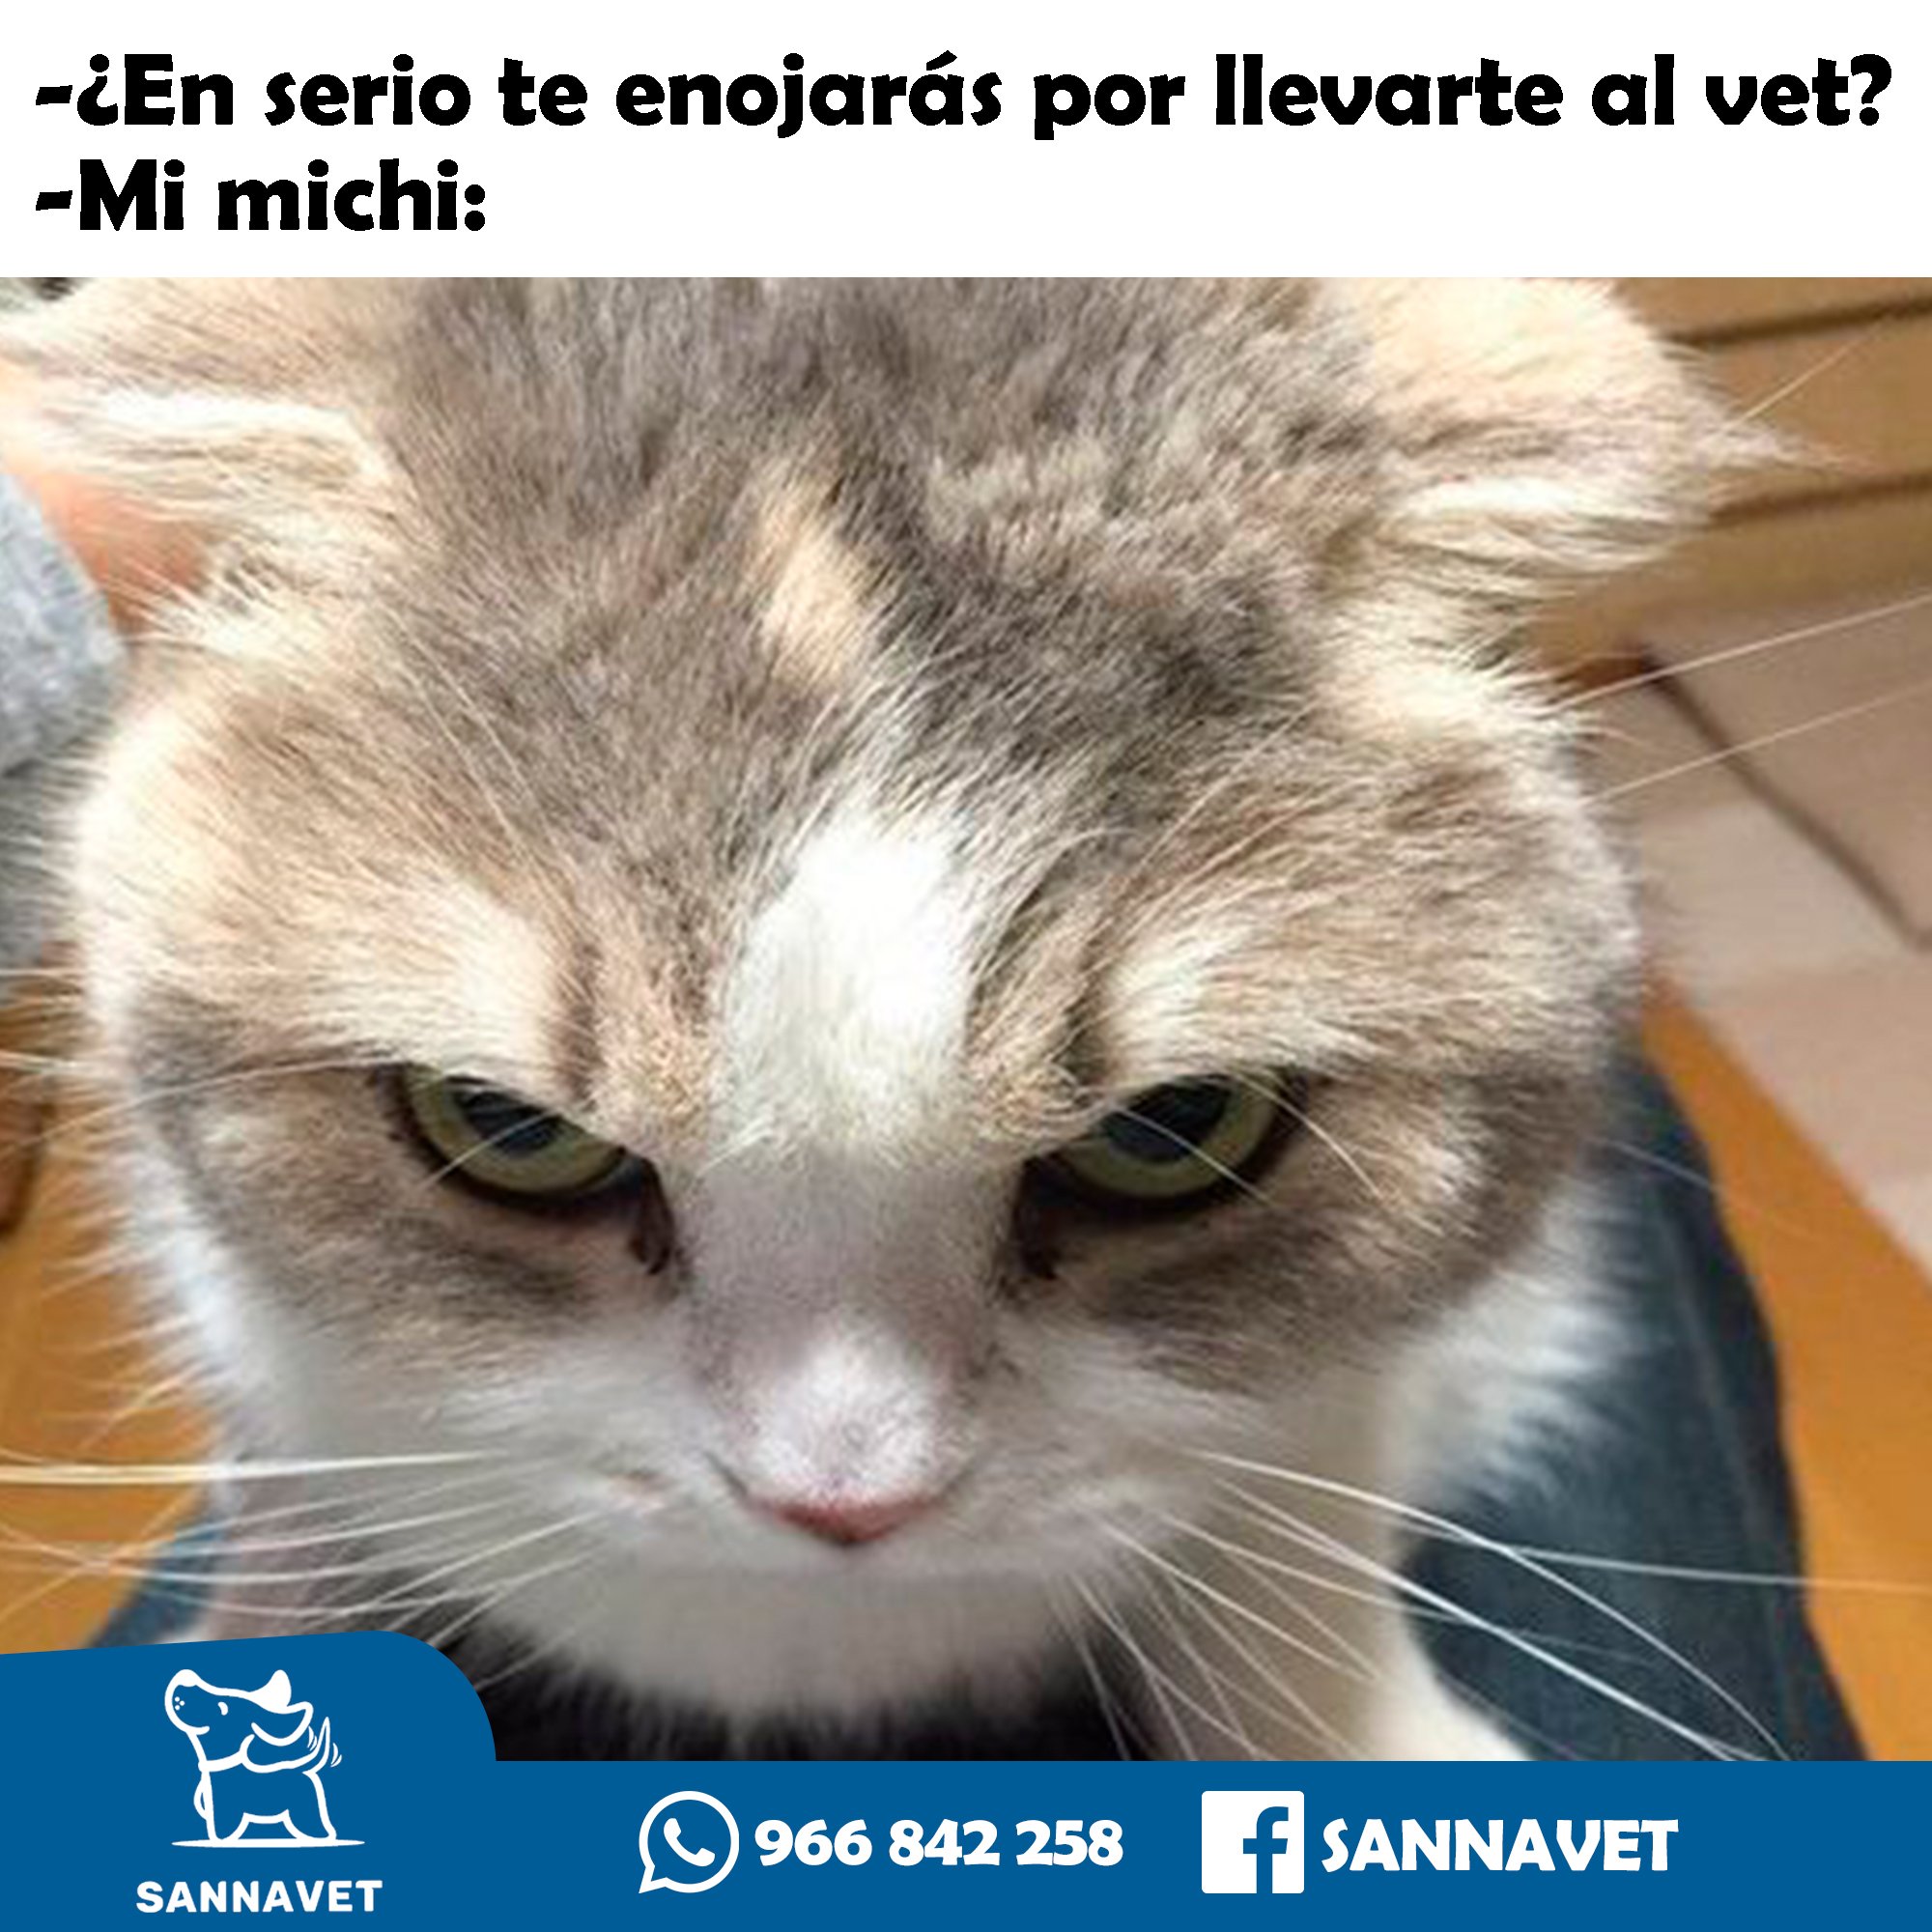 -¿En serio te enojarás por llevarte al vet?
-Mi michi:
SANNAVET
966 842 258
SANNAVET